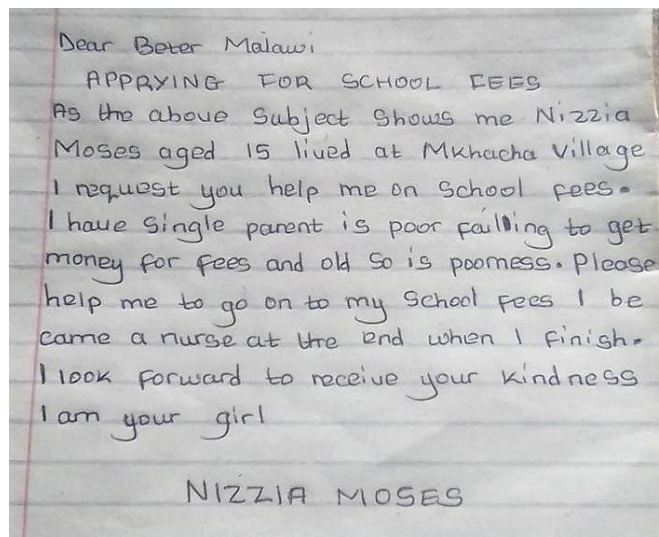 Dear Beter Malawi
APPRYING FOR SCHOOL FEES
As the above Subject Shows me Nizzia
Moses aged 15 lived at Mkhacha Village
I request you help me on School fees.
I have Single parent is poor failling to get
money for fees and old So is poorness. Please
help me to go on to my School Fees I be
came a nurse at the end when I finish.
I look forward to receive your kindness
I am your girl
NIZZIA MOSES